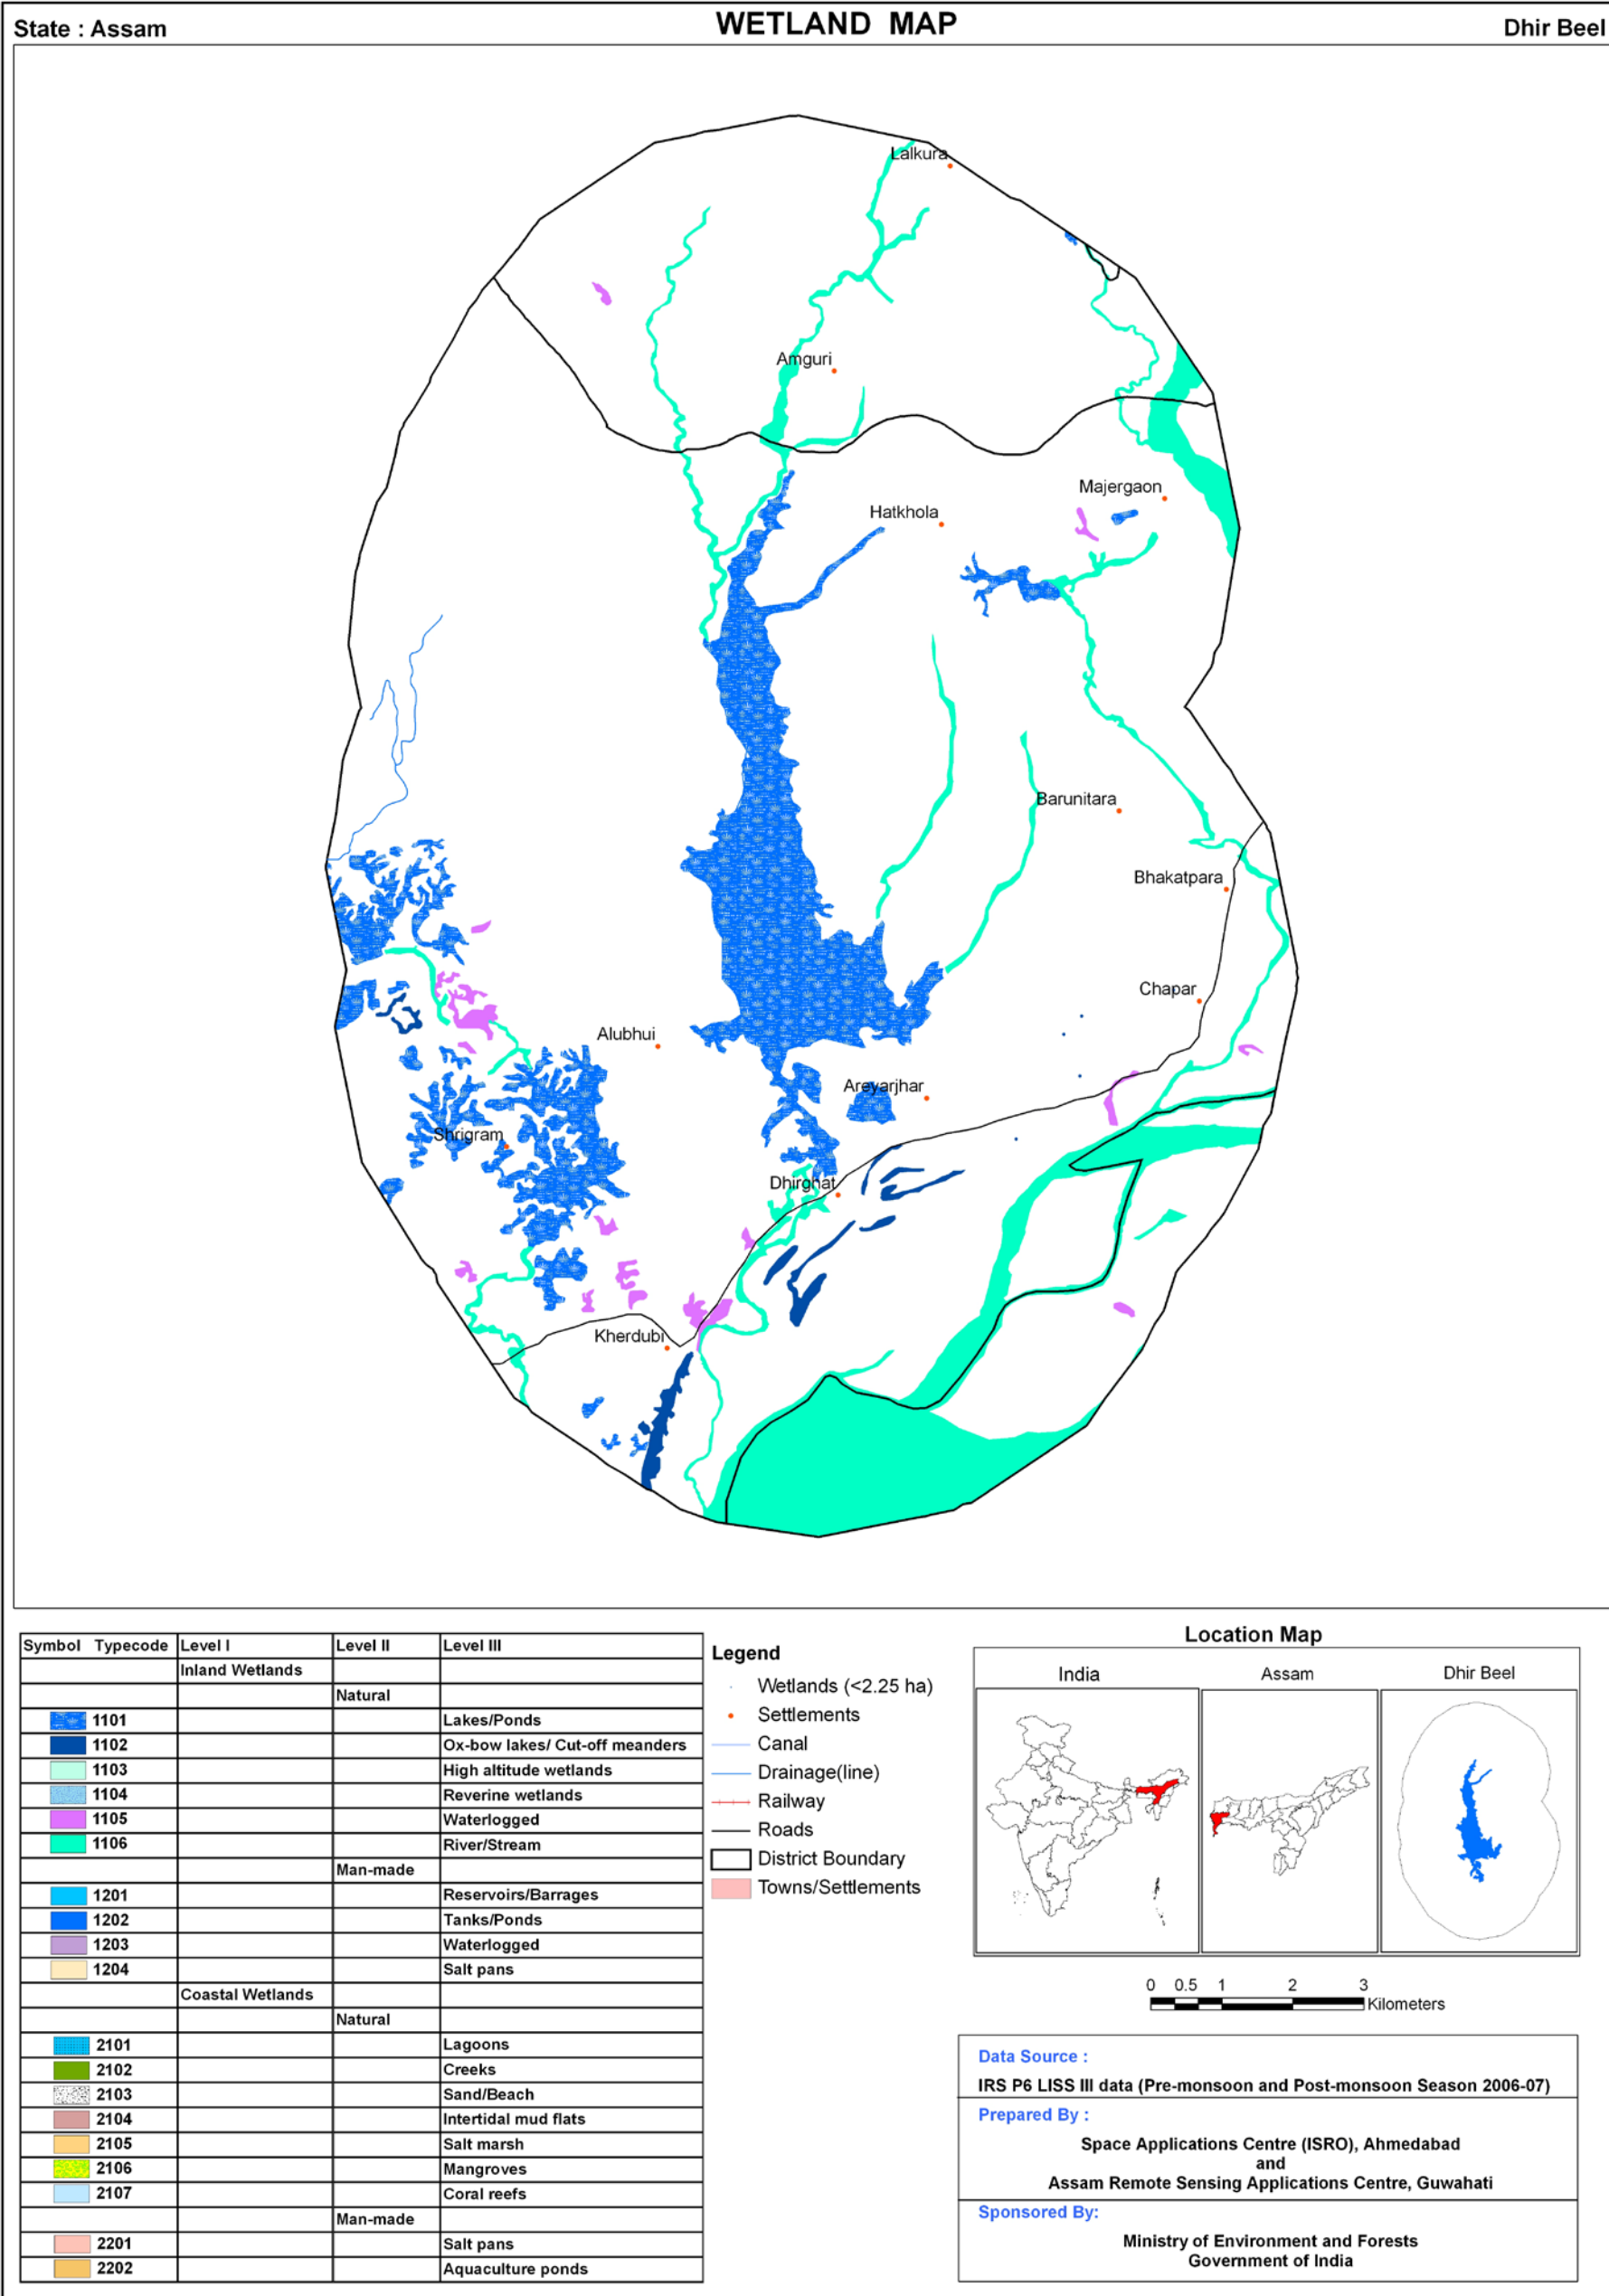 State : Assam
WETLAND MAP
Dhir Beel
Lalkura
Amguri
Majergaon
Hatkhola
Barunitara
Bhakatpara
Chapar
Alubhui
Areyarjhar
Shrigram
Dhirghat
Kherdubi
Symbol Typecode Level I Level II Level III
Inland Wetlands
Natural
1101 Lakes/Ponds
1102 Ox-bow lakes/ Cut-off meanders
1103 High altitude wetlands
1104 Reverine wetlands
1105 Waterlogged
1106 River/Stream
Man-made
1201 Reservoirs/Barrages
1202 Tanks/Ponds
1203 Waterlogged
1204 Salt pans
Coastal Wetlands
Natural
2101 Lagoons
2102 Creeks
2103 Sand/Beach
2104 Intertidal mud flats
2105 Salt marsh
2106 Mangroves
2107 Coral reefs
Man-made
2201 Salt pans
2202 Aquaculture ponds
Legend
Wetlands (<2.25 ha)
Settlements
Canal
Drainage(line)
Railway
Roads
District Boundary
Towns/Settlements
Location Map
India Assam Dhir Beel
0 0.5 1 2 3
Kilometers
Data Source :
IRS P6 LISS III data (Pre-monsoon and Post-monsoon Season 2006-07)
Prepared By :
Space Applications Centre (ISRO), Ahmedabad
and
Assam Remote Sensing Applications Centre, Guwahati
Sponsored By:
Ministry of Environment and Forests
Government of India